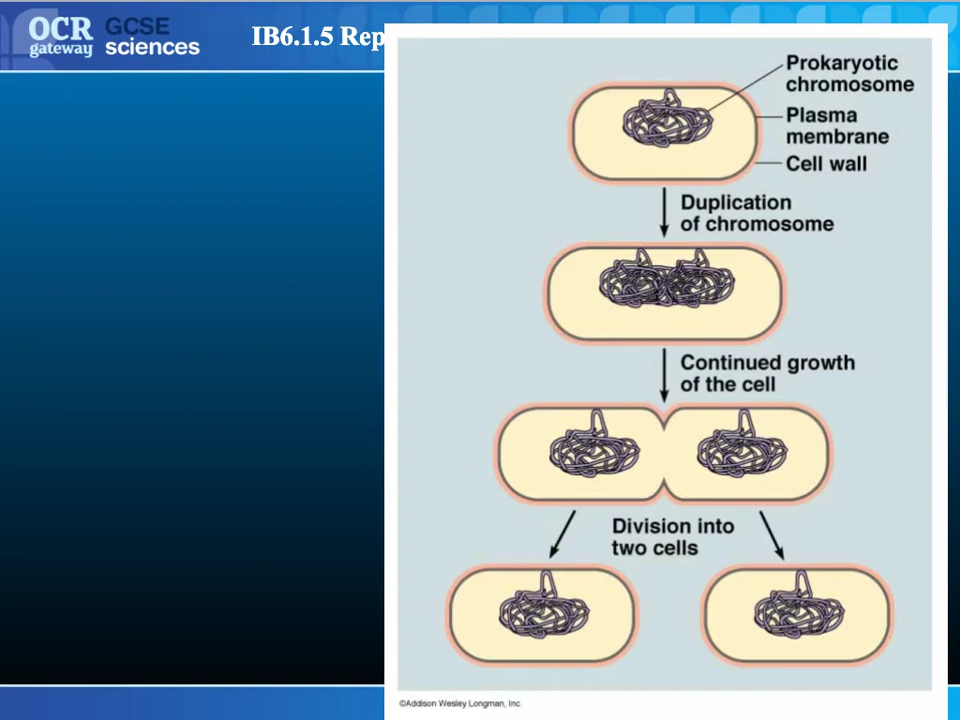 OCR
gateway
GCSE
sciences
IB6.1.5 Rep
Prokaryotic
chromosome
Plasma
membrane
Cell wall
Duplication
of chromosome
Continued growth
of the cell
Division into
two cells
©Addison Wesley Longman, Inc.